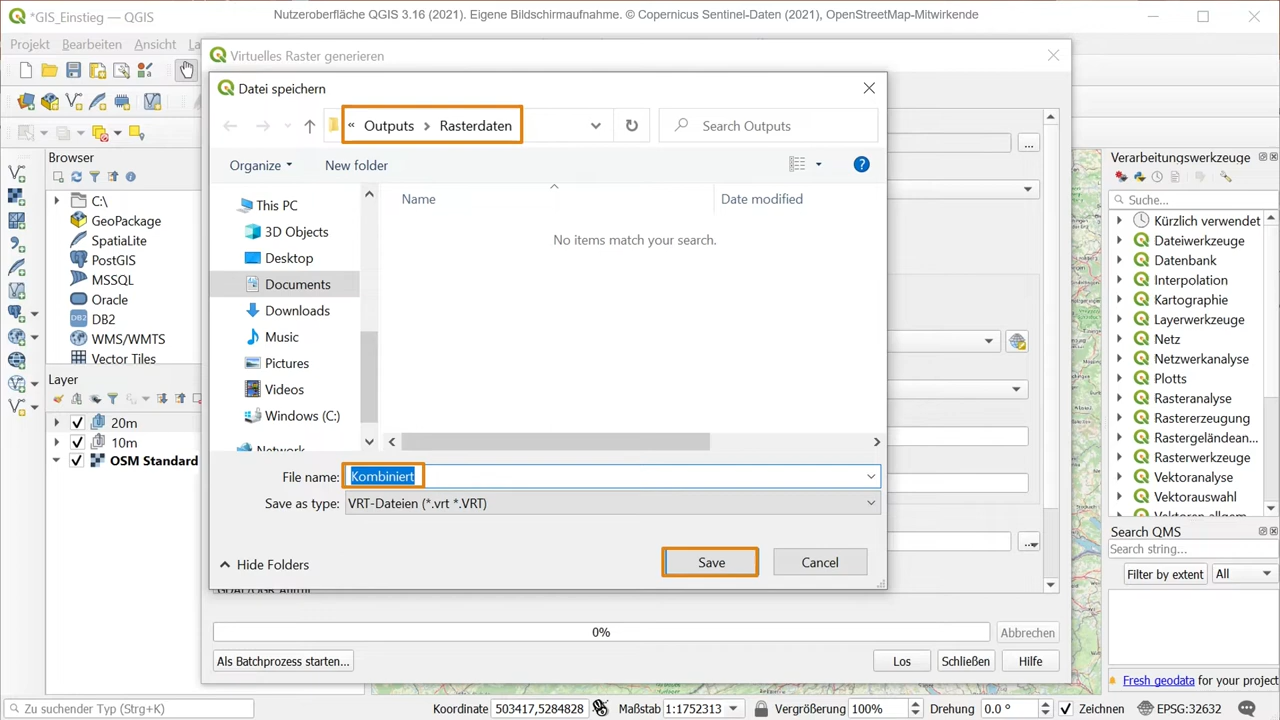 *GIS_Einstieg — QGIS
Nutzeroberfläche QGIS 3.16 (2021). Eigene Bildschirmaufnahme. © Copernicus Sentinel-Daten (2021), OpenStreetMap-Mitwirkende
Projekt Bearbeiten Ansicht
Virtuelles Raster generieren
Datei speichern
« Outputs › Rasterdaten
Search Outputs
Organize New folder
Name Date modified
No items match your search.
This PC
3D Objects
Desktop
Documents
Downloads
Music
Pictures
Videos
Windows (C:)
Network
File name: Kombiniert
Save as type: VRT-Dateien (*.vrt *.VRT)
Hide Folders
Save Cancel
Browser
C:\
GeoPackage
SpatiaLite
PostGIS
MSSQL
Oracle
DB2
WMS/WMTS
Vector Tiles
Layer
20m
10m
OSM Standard
0%
Abbrechen
Als Batchprozess starten...
Los Schließen Hilfe
Verarbeitungswerkzeuge
Suche...
Kürzlich verwendet
Dateiwerkzeuge
Datenbank
Interpolation
Kartographie
Layerwerkzeuge
Netz
Netzwerkanalyse
Plotts
Rasteranalyse
Rastererzeugung
Rastergeländean...
Rasterwerkzeuge
Vektoranalyse
Vektorauswahl
Search QMS
Search string...
Filter by extent All
Fresh geodata for your project
Zu suchender Typ (Strg+K)
Koordinate 503417,5284828 Maßstab 1:1752313 Vergrößerung 100% Drehung 0.0 ° Zeichnen EPSG:32632